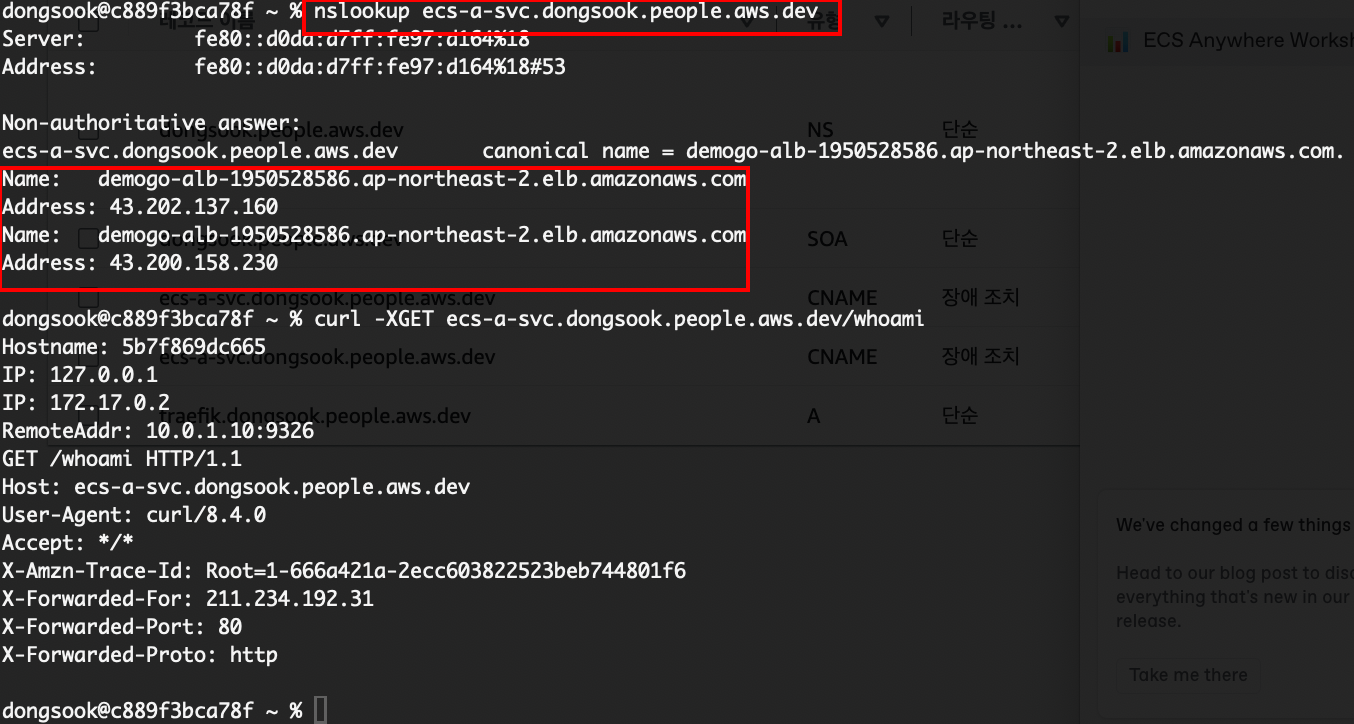 dongsook@c889f3bca78f ~ % nslookup ecs-a-svc.dongsook.people.aws.dev
Server: fe80::d0da:d7ff:fe97:d164%18
Address: fe80::d0da:d7ff:fe97:d164%18#53
Non-authoritative answer:
ecs-a-svc.dongsook.people.aws.dev canonical name = demogo-alb-1950528586.ap-northeast-2.elb.amazonaws.com.
Name: demogo-alb-1950528586.ap-northeast-2.elb.amazonaws.com
Address: 43.202.137.160
Name: demogo-alb-1950528586.ap-northeast-2.elb.amazonaws.com
Address: 43.200.158.230
dongsook@c889f3bca78f ~ % curl -XGET ecs-a-svc.dongsook.people.aws.dev/whoami
Hostname: 5b7f869dc665
IP: 127.0.0.1
IP: 172.17.0.2
RemoteAddr: 10.0.1.10:9326
GET /whoami HTTP/1.1
Host: ecs-a-svc.dongsook.people.aws.dev
User-Agent: curl/8.4.0
Accept: */*
X-Amzn-Trace-Id: Root=1-666a421a-2ecc603822523beb744801f6
X-Forwarded-For: 211.234.192.31
X-Forwarded-Port: 80
X-Forwarded-Proto: http
dongsook@c889f3bca78f ~ %
레코드 이름 유형 라우팅 ...
dongsook.people.aws.dev NS 단순
dongsook.people.aws.dev SOA 단순
ecs-a-svc.dongsook.people.aws.dev CNAME 장애 조치
ecs-a-svc.dongsook.people.aws.dev CNAME 장애 조치
traefik.dongsook.people.aws.dev A 단순
ECS Anywhere Worksh
We've changed a few things
Head to our blog post to disc
everything that's new in our
release.
Take me there